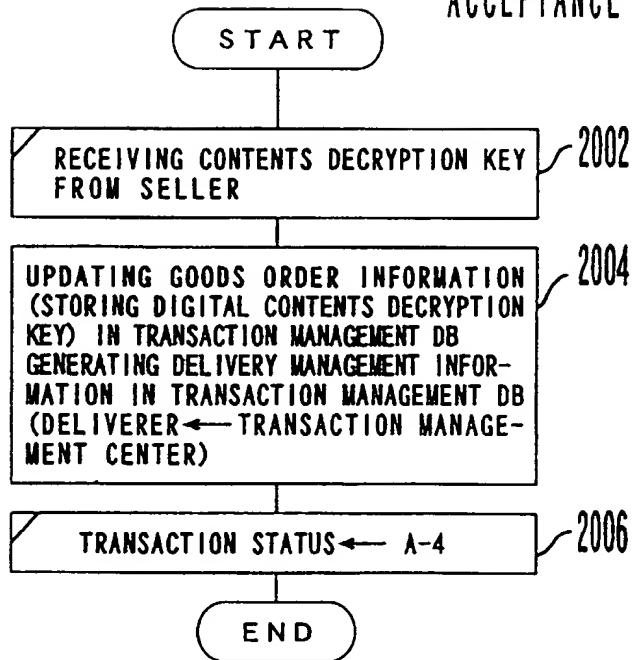 ACCEPTANCE
START
RECEIVING CONTENTS DECRYPTION KEY
FROM SELLER
2002
UPDATING GOODS ORDER INFORMATION
(STORING DIGITAL CONTENTS DECRYPTION
KEY) IN TRANSACTION MANAGEMENT DB
GENERATING DELIVERY MANAGEMENT INFOR-
MATION IN TRANSACTION MANAGEMENT DB
(DELIVERER ← TRANSACTION MANAGE-
MENT CENTER)
2004
TRANSACTION STATUS ← A-4
2006
END